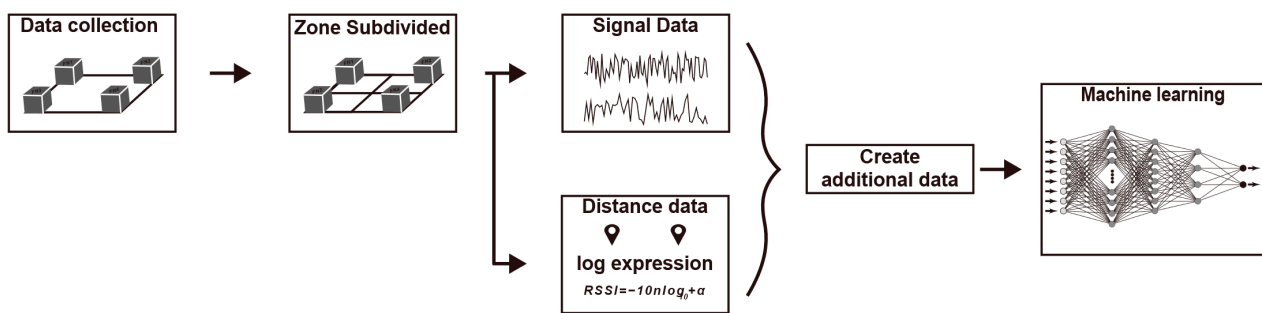 Data collection
Zone Subdivided
Signal Data
Distance data
log expression
RSSI=−10nlog₁₀+α
Create
additional data
Machine learning